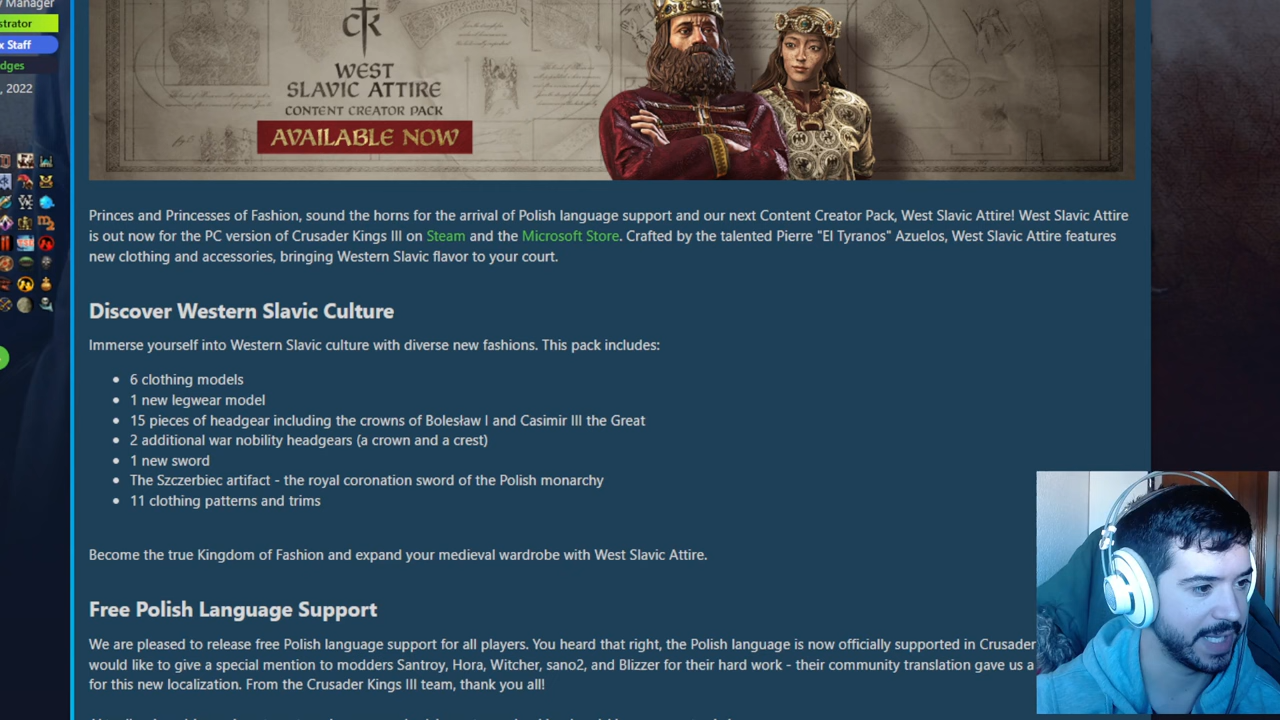 Manager
strator
x Staff
dges
, 2022
WEST
SLAVIC ATTIRE
CONTENT CREATOR PACK
AVAILABLE NOW
Princes and Princesses of Fashion, sound the horns for the arrival of Polish language support and our next Content Creator Pack, West Slavic Attire! West Slavic Attire
is out now for the PC version of Crusader Kings III on Steam and the Microsoft Store. Crafted by the talented Pierre "El Tyranos" Azuelos, West Slavic Attire features
new clothing and accessories, bringing Western Slavic flavor to your court.
Discover Western Slavic Culture
Immerse yourself into Western Slavic culture with diverse new fashions. This pack includes:
• 6 clothing models
• 1 new legwear model
• 15 pieces of headgear including the crowns of Bolesław I and Casimir III the Great
• 2 additional war nobility headgears (a crown and a crest)
• 1 new sword
• The Szczerbiec artifact - the royal coronation sword of the Polish monarchy
• 11 clothing patterns and trims
Become the true Kingdom of Fashion and expand your medieval wardrobe with West Slavic Attire.
Free Polish Language Support
We are pleased to release free Polish language support for all players. You heard that right, the Polish language is now officially supported in Crusader
would like to give a special mention to modders Santroy, Hora, Witcher, sano2, and Blizzer for their hard work - their community translation gave us a
for this new localization. From the Crusader Kings III team, thank you all!